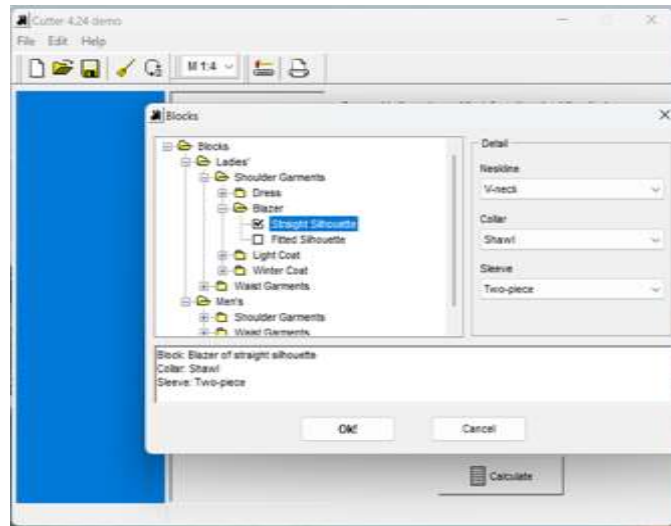 Cutter 4.24 demo
File Edit Help
M 1:4
Blocks
Blocks
Ladies'
Shoulder Garments
Dress
Blazer
Straight Silhouette
Fitted Silhouette
Light Coat
Winter Coat
Waist Garments
Men's
Shoulder Garments
Waist Garments
Detail
Neskline
V-neck
Collar
Shawl
Sleeve
Two-piece
Block: Blazer of straight silhouette
Collar: Shawl
Sleeve: Two-piece
Ok!
Cancel
Calculate